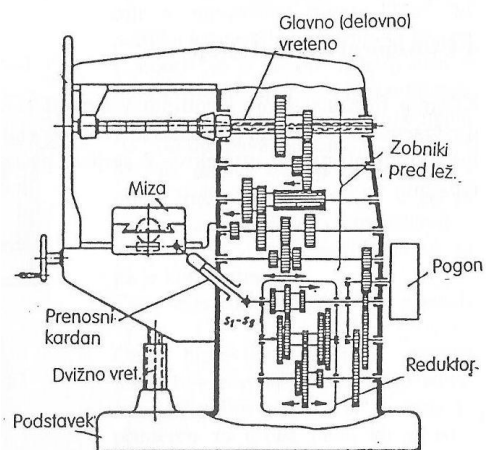 Glavno (delovno)
vreteno
Zobniki
pred lež.
Miza
Pogon
Prenosni
kardan
s₁-s₈
Dvižno vret.
Reduktor
Podstavek